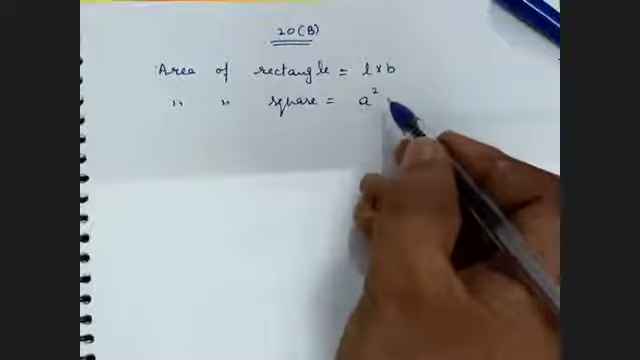 20(B)
Area of rectangle = l x b
" " square = a²